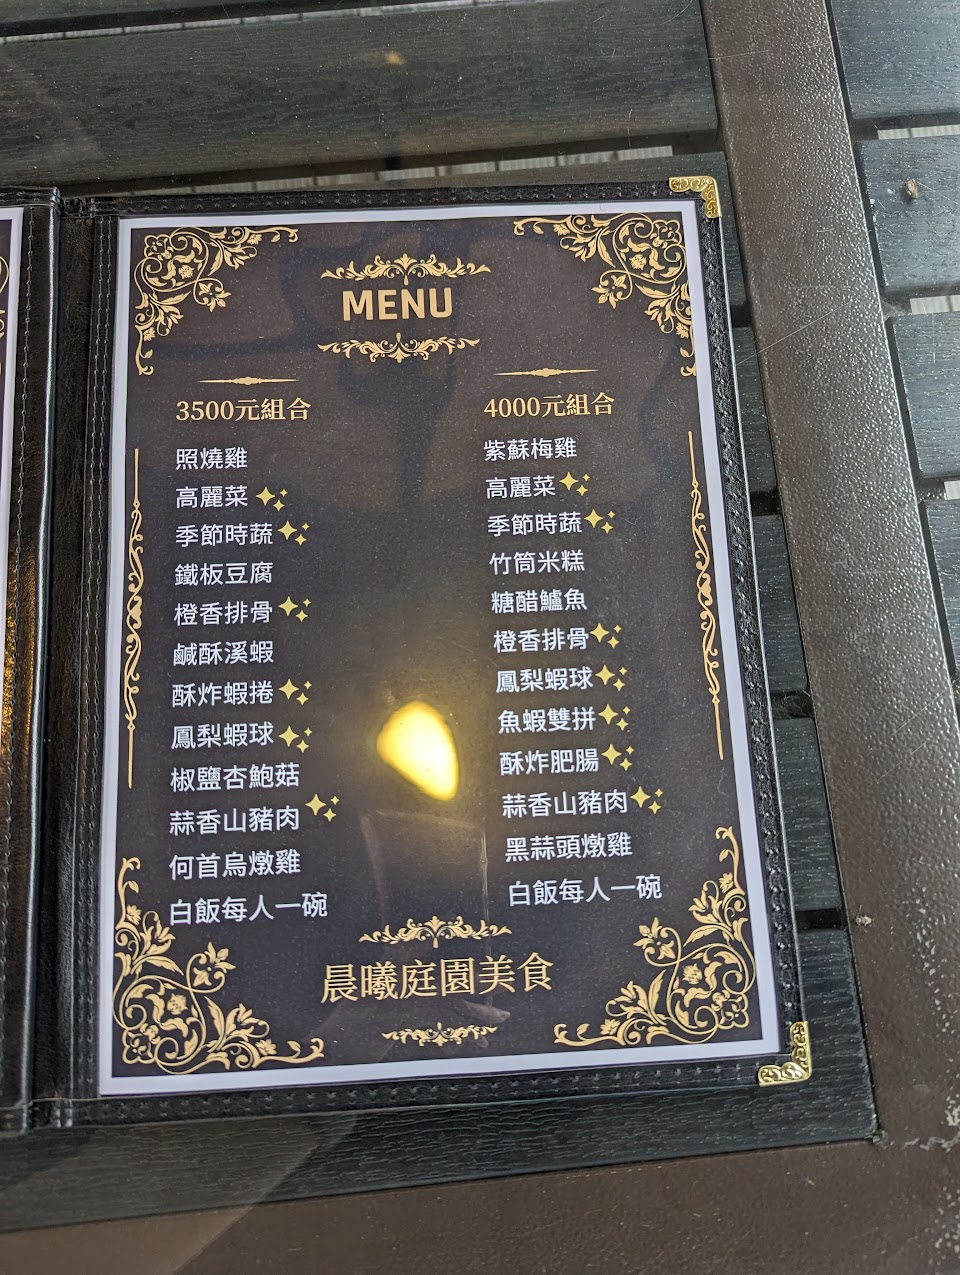 MENU
3500元組合
照燒雞
高麗菜
季節時蔬
鐵板豆腐
橙香排骨
鹹酥溪蝦
酥炸蝦捲
鳳梨蝦球
椒鹽杏鮑菇
蒜香山豬肉
何首烏燉雞
白飯每人一碗
4000元組合
紫蘇梅雞
高麗菜
季節時蔬
竹筒米糕
糖醋鱸魚
橙香排骨
鳳梨蝦球
魚蝦雙拼
酥炸肥腸
蒜香山豬肉
黑蒜頭燉雞
白飯每人一碗
晨曦庭園美食